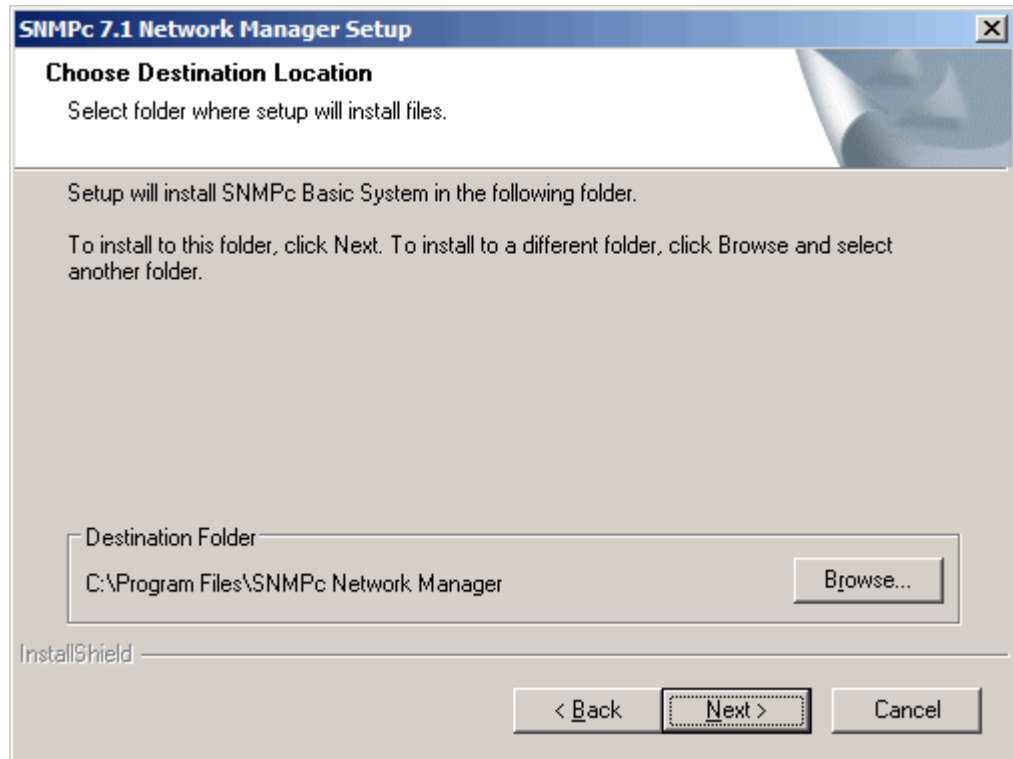 SNMPc 7.1 Network Manager Setup
Choose Destination Location
Select folder where setup will install files.
Setup will install SNMPc Basic System in the following folder.
To install to this folder, click Next. To install to a different folder, click Browse and select
another folder.
Destination Folder
C:\Program Files\SNMPc Network Manager
Browse...
InstallShield
< Back
Next >
Cancel